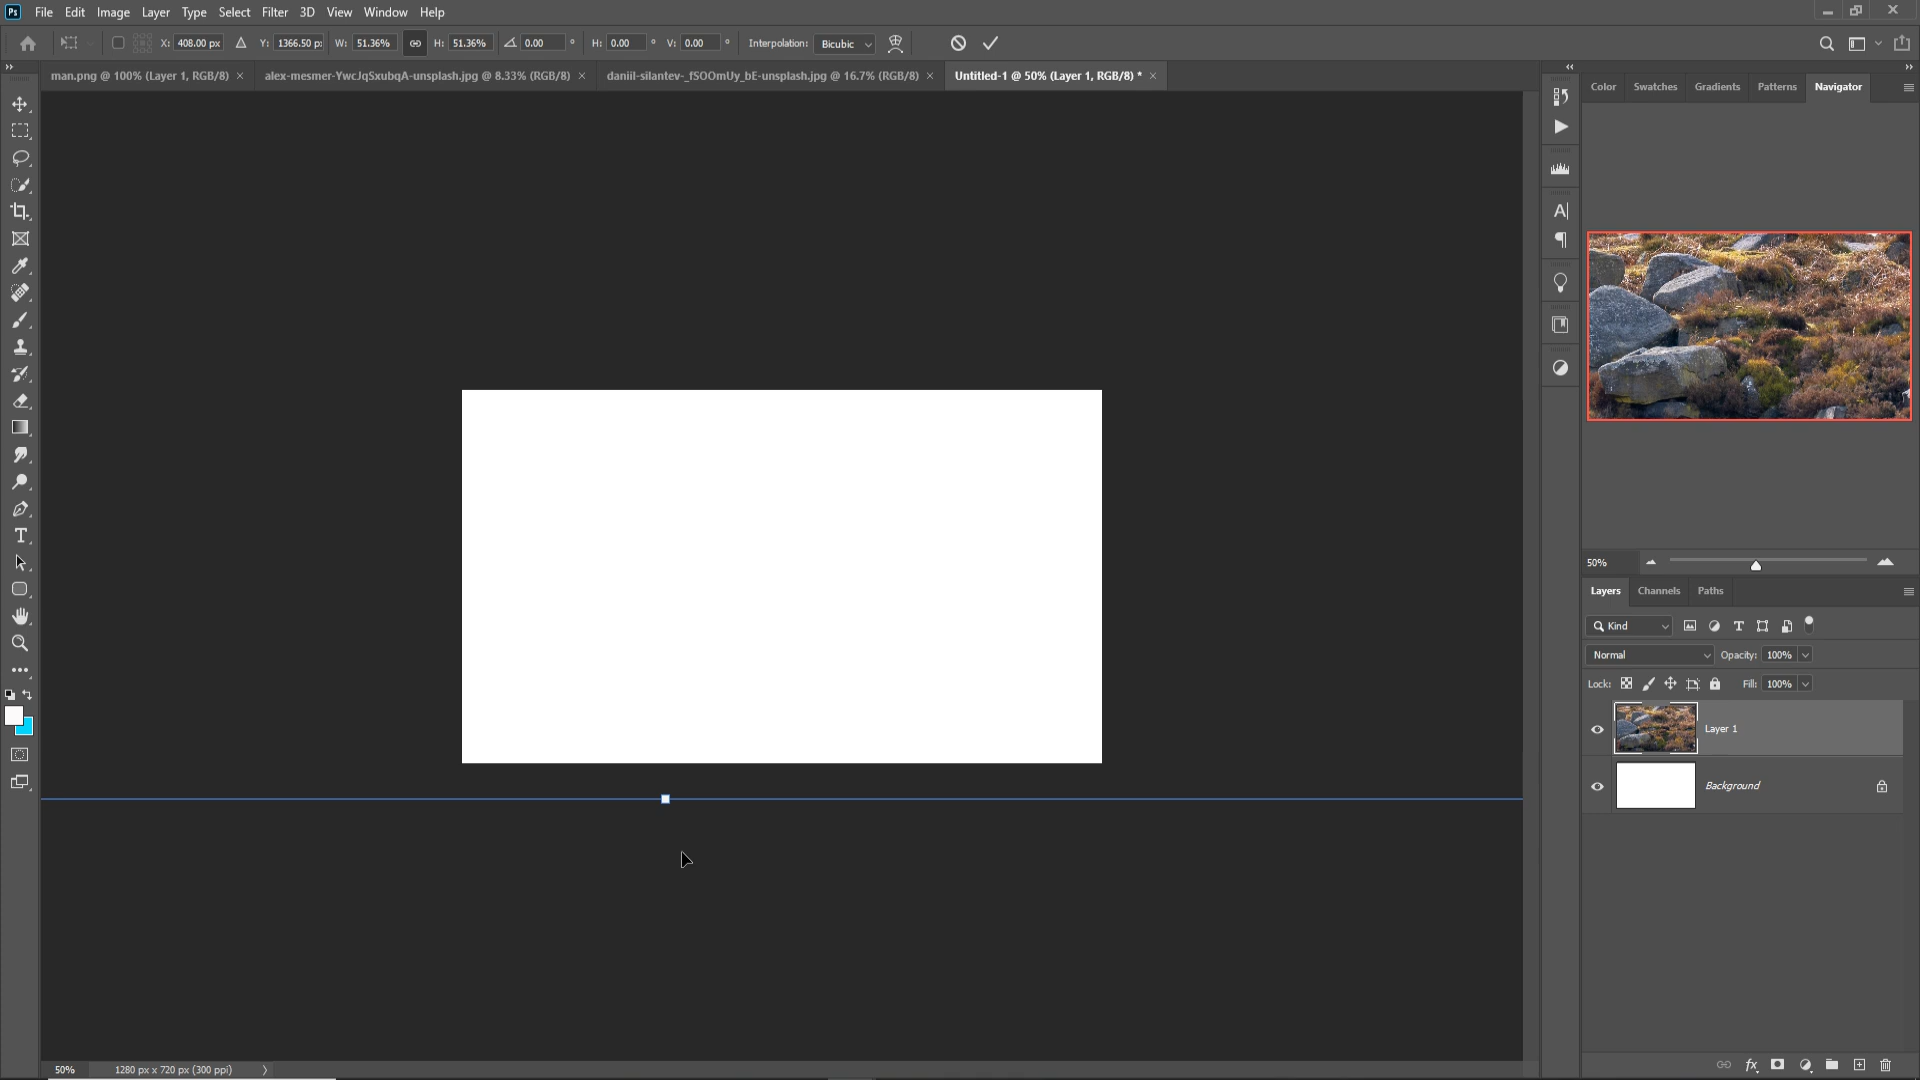 Ps File Edit Image Layer Type Select Filter 3D View Window Help
X: 408.00 px Y: 1366.50 px W: 51.36% H: 51.36% 0.00 ° H: 0.00 ° V: 0.00 ° Interpolation: Bicubic
man.png @ 100% (Layer 1, RGB/8) × alex-mesmer-YwcJqSxubqA-unsplash.jpg @ 8.33% (RGB/8) × daniil-silantev-_fSOOmUy_bE-unsplash.jpg @ 16.7% (RGB/8) × Untitled-1 @ 50% (Layer 1, RGB/8) * ×
Color Swatches Gradients Patterns Navigator
50%
Layers Channels Paths
Kind
Normal Opacity: 100%
Lock: Fill: 100%
Layer 1
Background
50% 1280 px x 720 px (300 ppi)